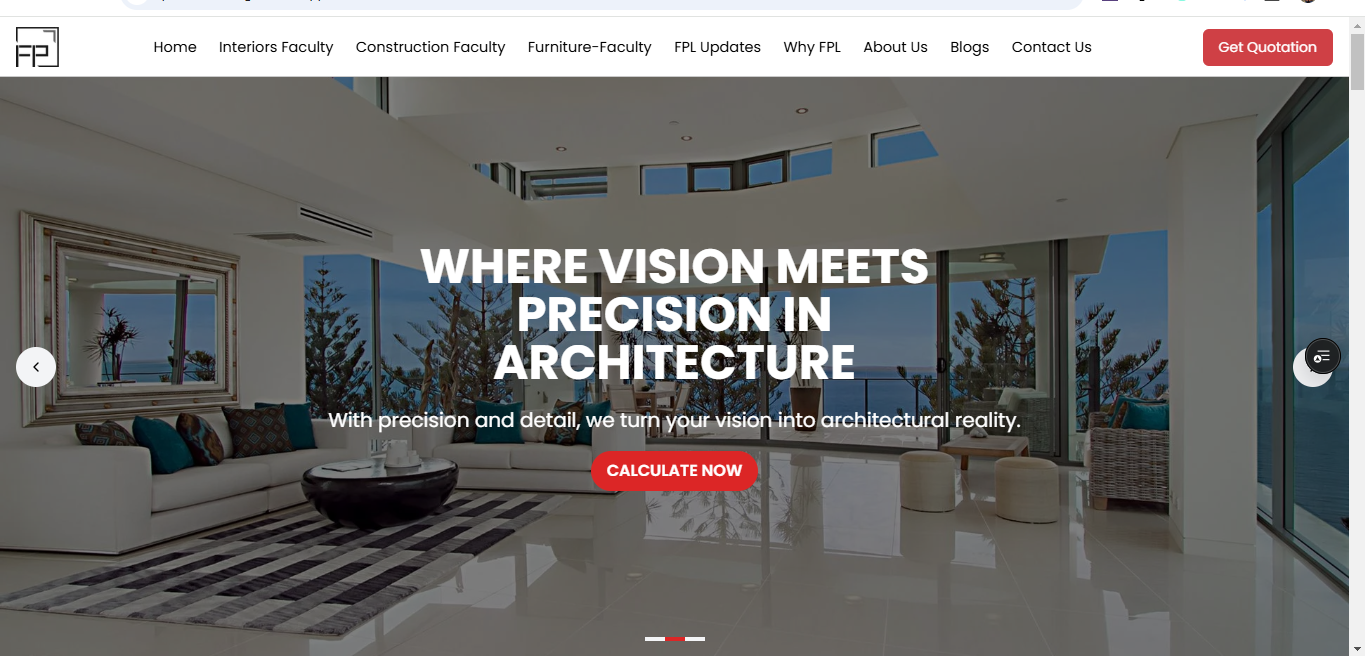 FPL
Home Interiors Faculty Construction Faculty Furniture-Faculty FPL Updates Why FPL About Us Blogs Contact Us Get Quotation
WHERE VISION MEETS
PRECISION IN
ARCHITECTURE
With precision and detail, we turn your vision into architectural reality.
CALCULATE NOW